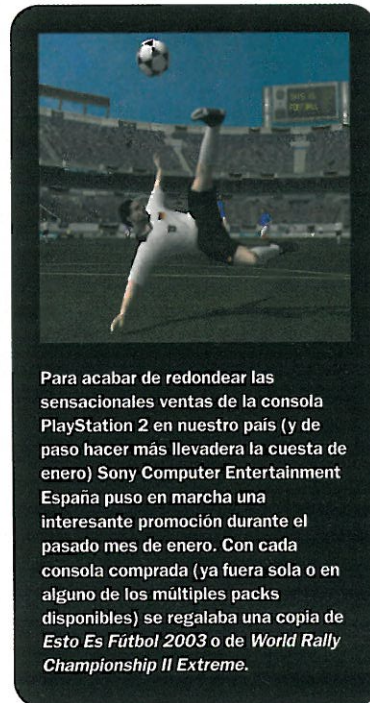 THIS IS
FOOTBALL
Para acabar de redondear las
sensacionales ventas de la consola
PlayStation 2 en nuestro país (y de
paso hacer más llevadera la cuesta de
enero) Sony Computer Entertainment
España puso en marcha una
interesante promoción durante el
pasado mes de enero. Con cada
consola comprada (ya fuera sola o en
alguno de los múltiples packs
disponibles) se regalaba una copia de
Esto Es Fútbol 2003 o de World Rally
Championship II Extreme.